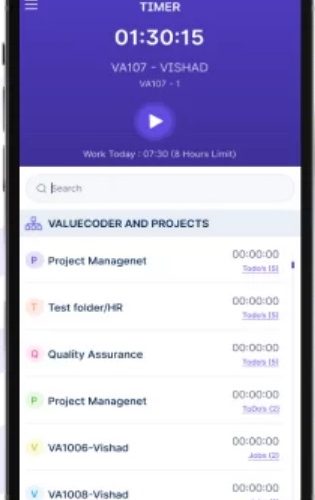 TIMER
01:30:15
VA107 - VISHAD
VA107 - 1
Work Today : 07:30 (8 Hours Limit)
Search
VALUECODER AND PROJECTS
P Project Managenet 00:00:00
Todo's (5)
T Test folder/HR 00:00:00
Todo's (5)
Q Quality Assurance 00:00:00
Todo's (5)
P Project Managenet 00:00:00
ToDo's (2)
V VA1006-Vishad 00:00:00
Jobs (2)
V VA1008-Vishad 00:00:00